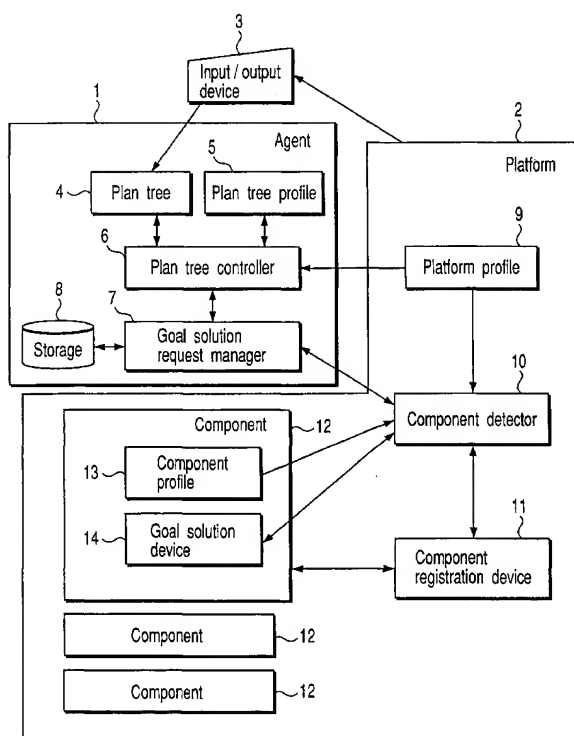 3
Input / output
device
1
2
Agent
Platform
5
4
Plan tree
Plan tree profile
6
9
Plan tree controller
Platform profile
8
7
Storage
Goal solution
request manager
10
Component detector
Component
12
13
Component
profile
14
Goal solution
device
11
Component
registration device
Component
12
Component
12